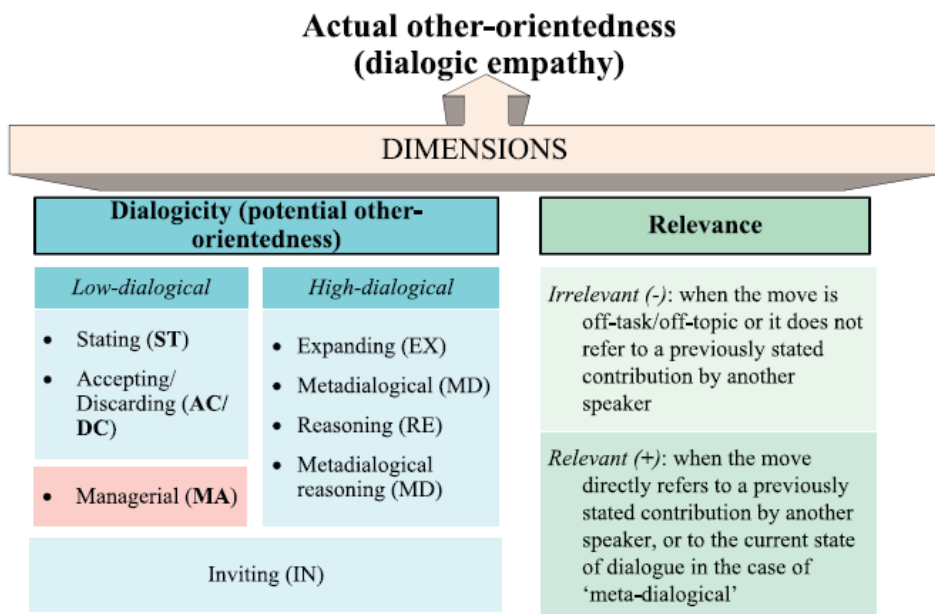 Actual other-orientedness
(dialogic empathy)
DIMENSIONS
Dialogicity (potential other-
orientedness)
Low-dialogical
• Stating (ST)
• Accepting/
Discarding (AC/
DC)
• Managerial (MA)
High-dialogical
• Expanding (EX)
• Metadialogical (MD)
• Reasoning (RE)
• Metadialogical
reasoning (MD)
Inviting (IN)
Relevance
Irrelevant (-): when the move is
off-task/off-topic or it does not
refer to a previously stated
contribution by another
speaker
Relevant (+): when the move
directly refers to a previously
stated contribution by another
speaker, or to the current state
of dialogue in the case of
‘meta-dialogical’